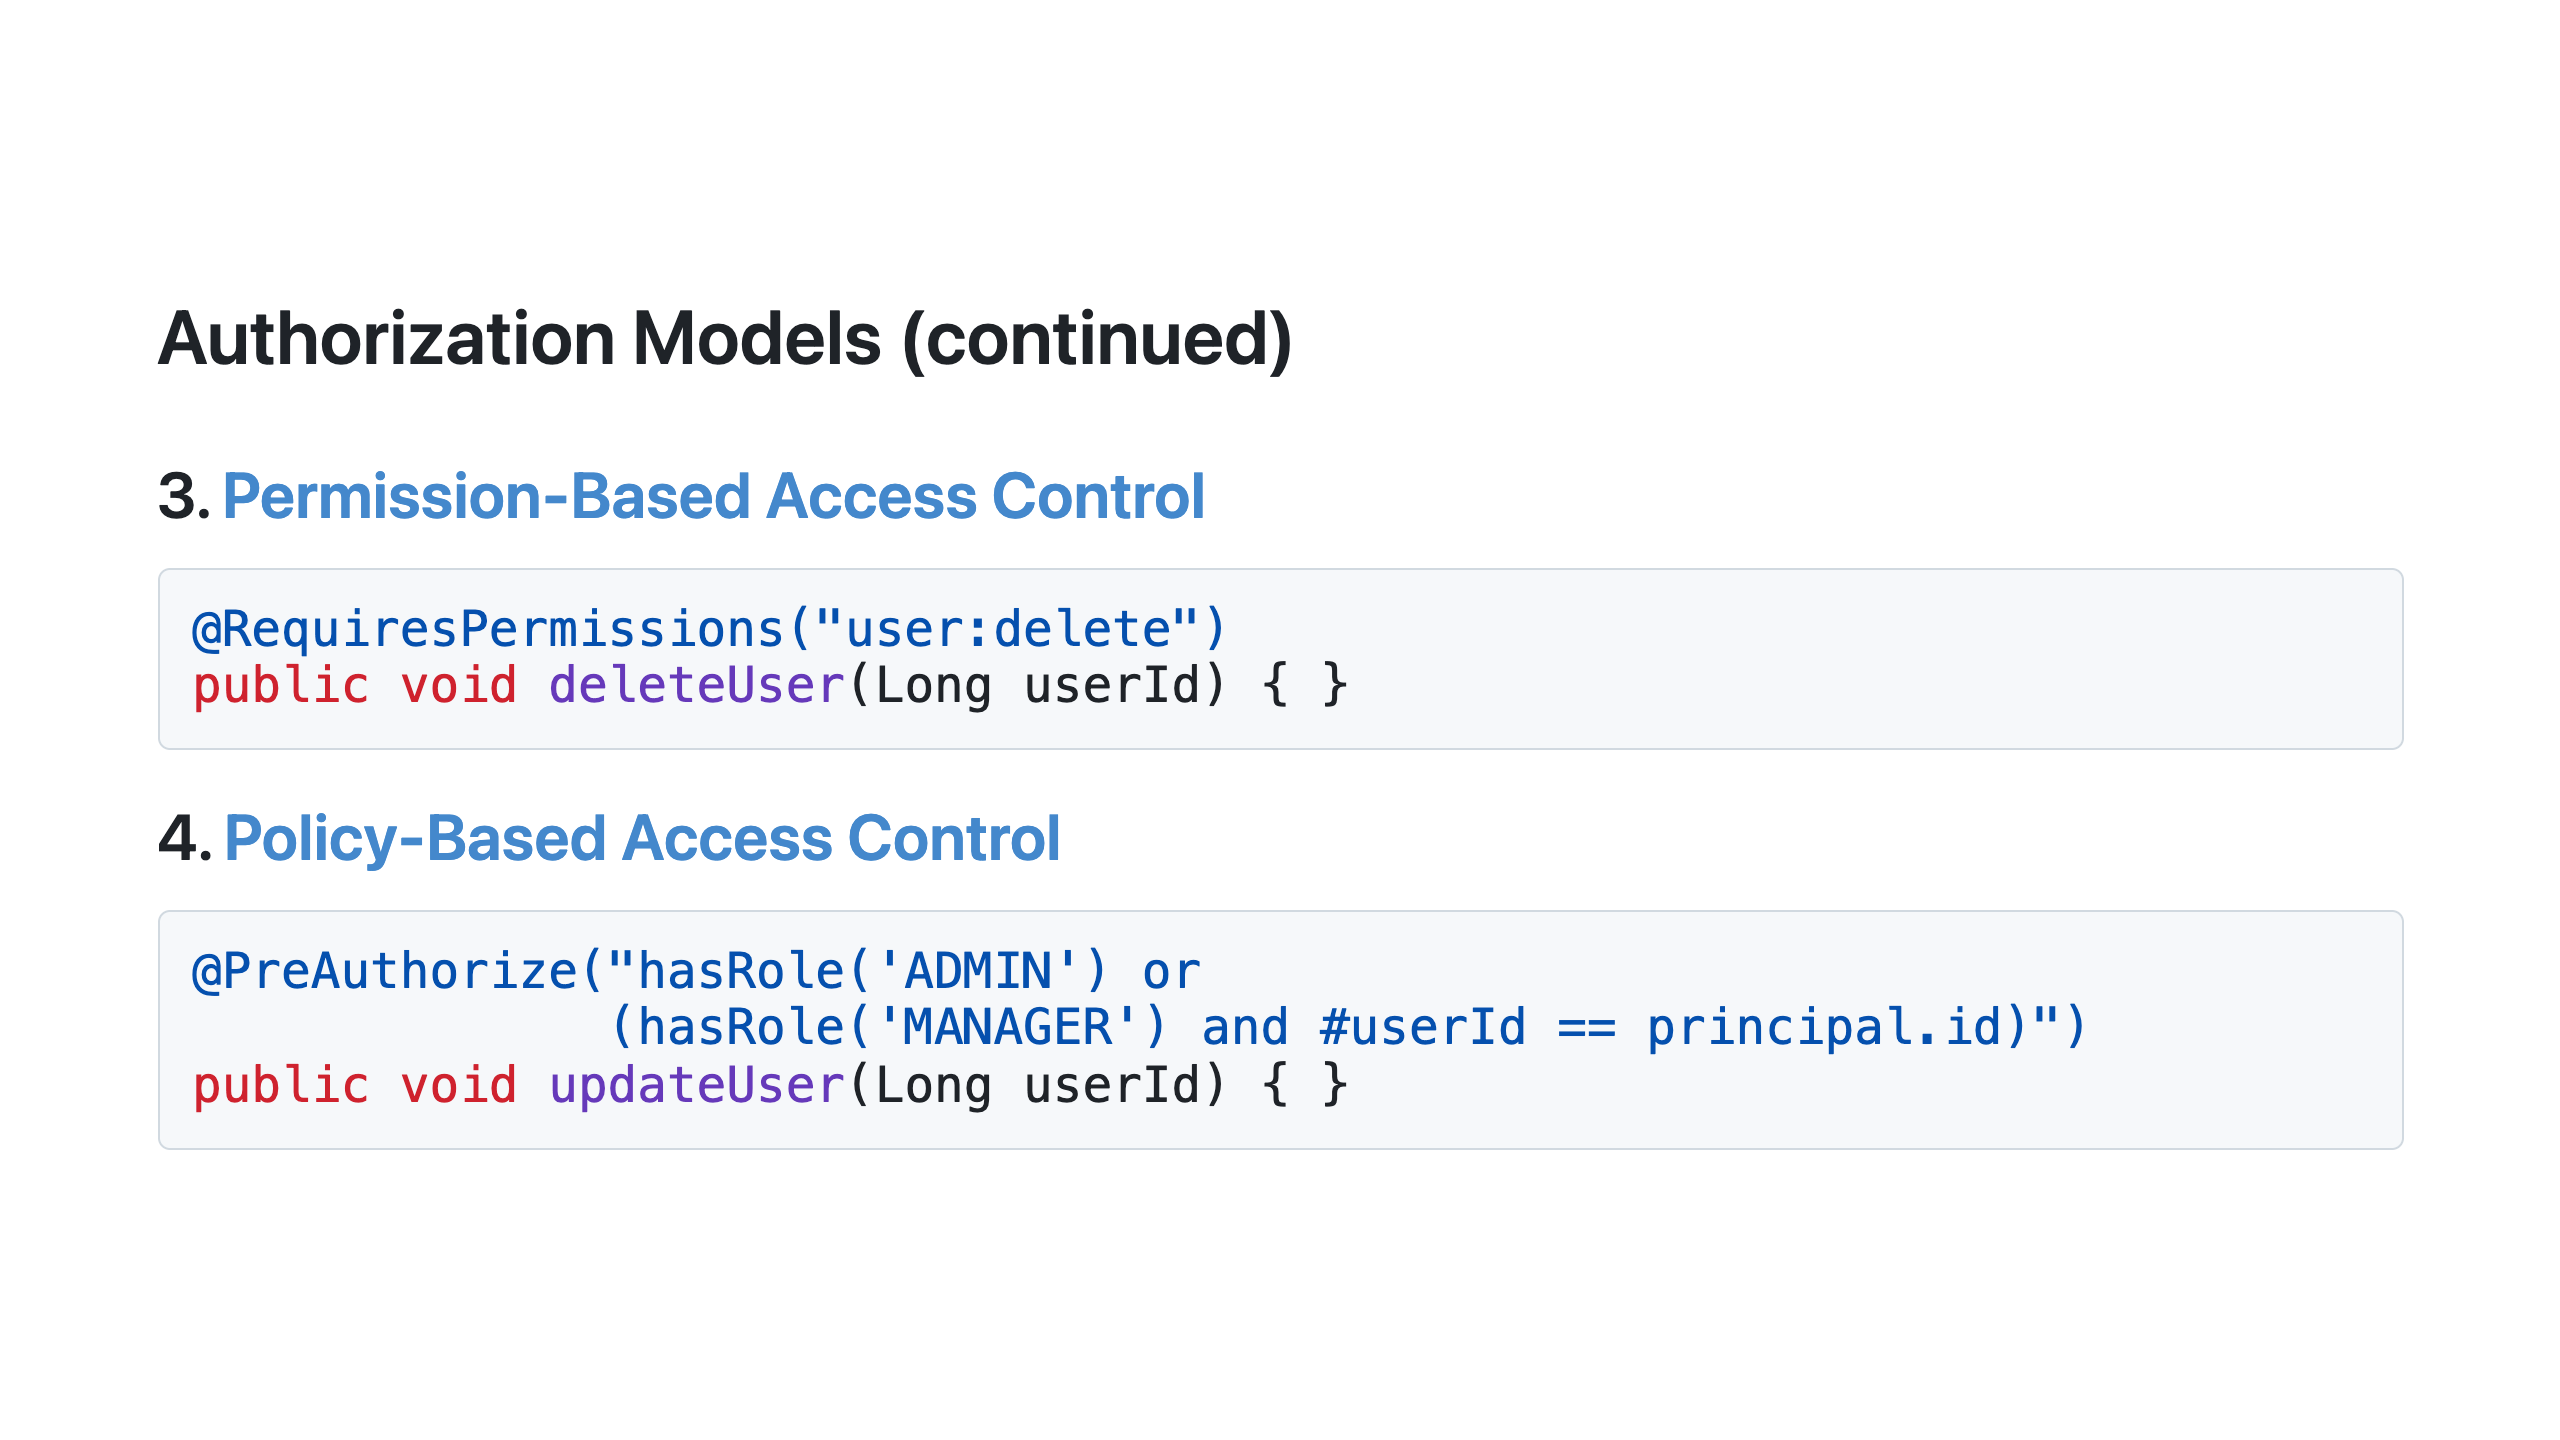 Authorization Models (continued)
3. Permission-Based Access Control
@RequiresPermissions("user:delete")
public void deleteUser(Long userId) { }
4. Policy-Based Access Control
@PreAuthorize("hasRole('ADMIN') or
(hasRole('MANAGER') and #userId == principal.id)")
public void updateUser(Long userId) { }